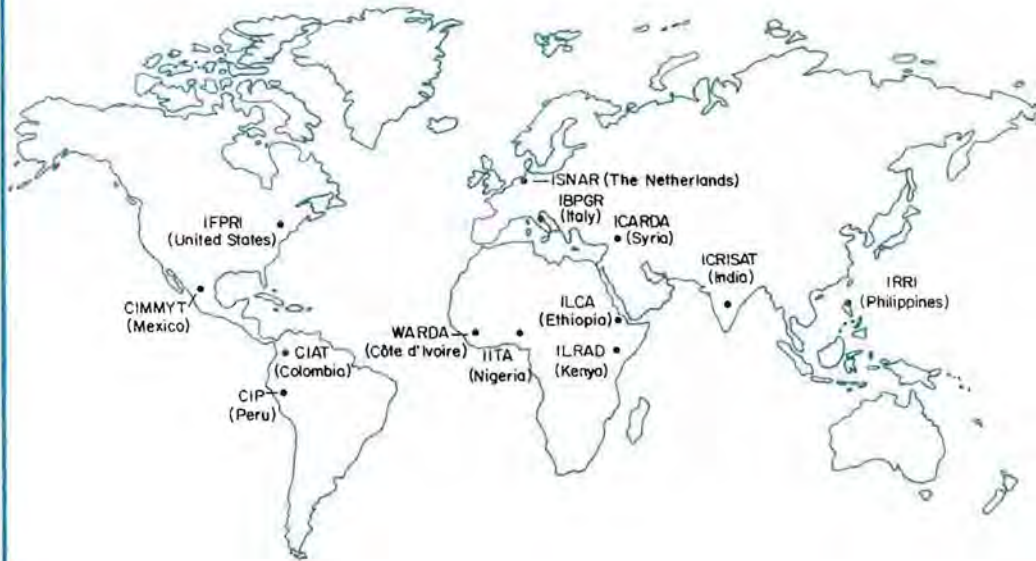 ISNAR (The Netherlands)
IBPGR
(Italy)
ICARDA
(Syria)
IFPRI
(United States)
ICRISAT
(India)
IRRI
(Philippines)
CIMMYT
(Mexico)
ILCA
(Ethiopia)
WARDA
(Côte d'Ivoire)
IITA
(Nigeria)
ILRAD
(Kenya)
CIAT
(Colombia)
CIP
(Peru)